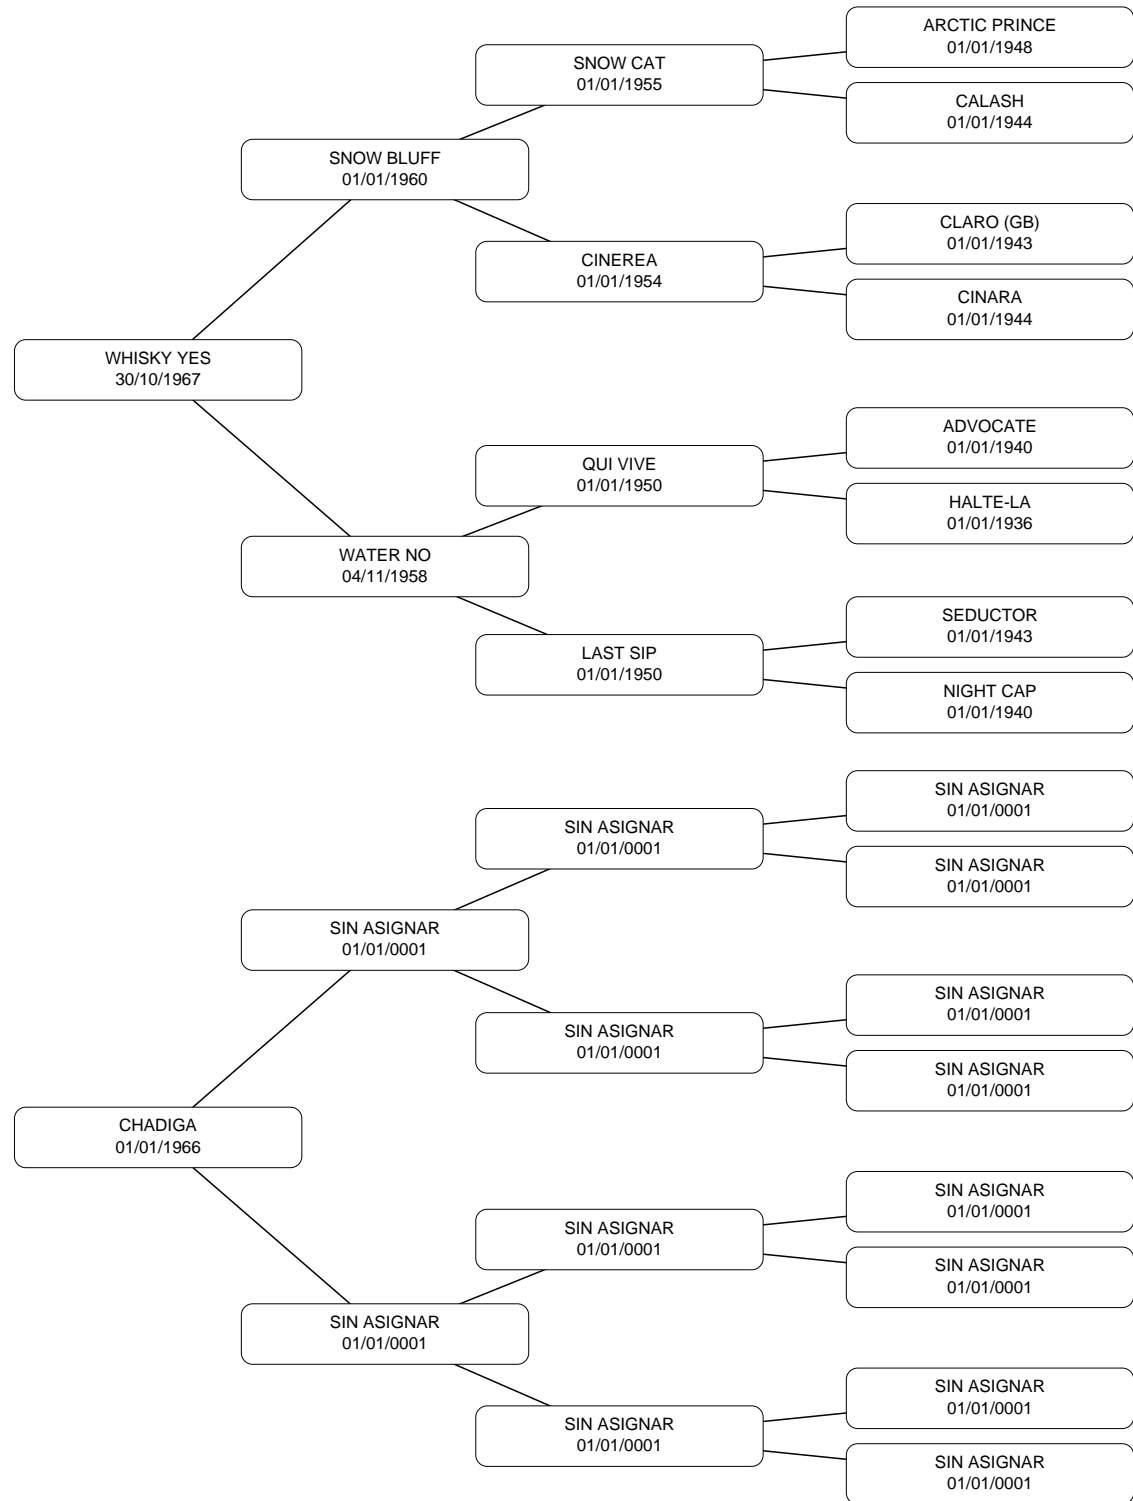 ARCTIC PRINCE
01/01/1948
SNOW CAT
01/01/1955
CALASH
01/01/1944
SNOW BLUFF
01/01/1960
CLARO (GB)
01/01/1943
CINEREA
01/01/1954
CINARA
01/01/1944
WHISKY YES
30/10/1967
ADVOCATE
01/01/1940
QUI VIVE
01/01/1950
HALTE-LA
01/01/1936
WATER NO
04/11/1958
SEDUCTOR
01/01/1943
LAST SIP
01/01/1950
NIGHT CAP
01/01/1940
SIN ASIGNAR
01/01/0001
SIN ASIGNAR
01/01/0001
SIN ASIGNAR
01/01/0001
SIN ASIGNAR
01/01/0001
SIN ASIGNAR
01/01/0001
SIN ASIGNAR
01/01/0001
SIN ASIGNAR
01/01/0001
CHADIGA
01/01/1966
SIN ASIGNAR
01/01/0001
SIN ASIGNAR
01/01/0001
SIN ASIGNAR
01/01/0001
SIN ASIGNAR
01/01/0001
SIN ASIGNAR
01/01/0001
SIN ASIGNAR
01/01/0001
SIN ASIGNAR
01/01/0001